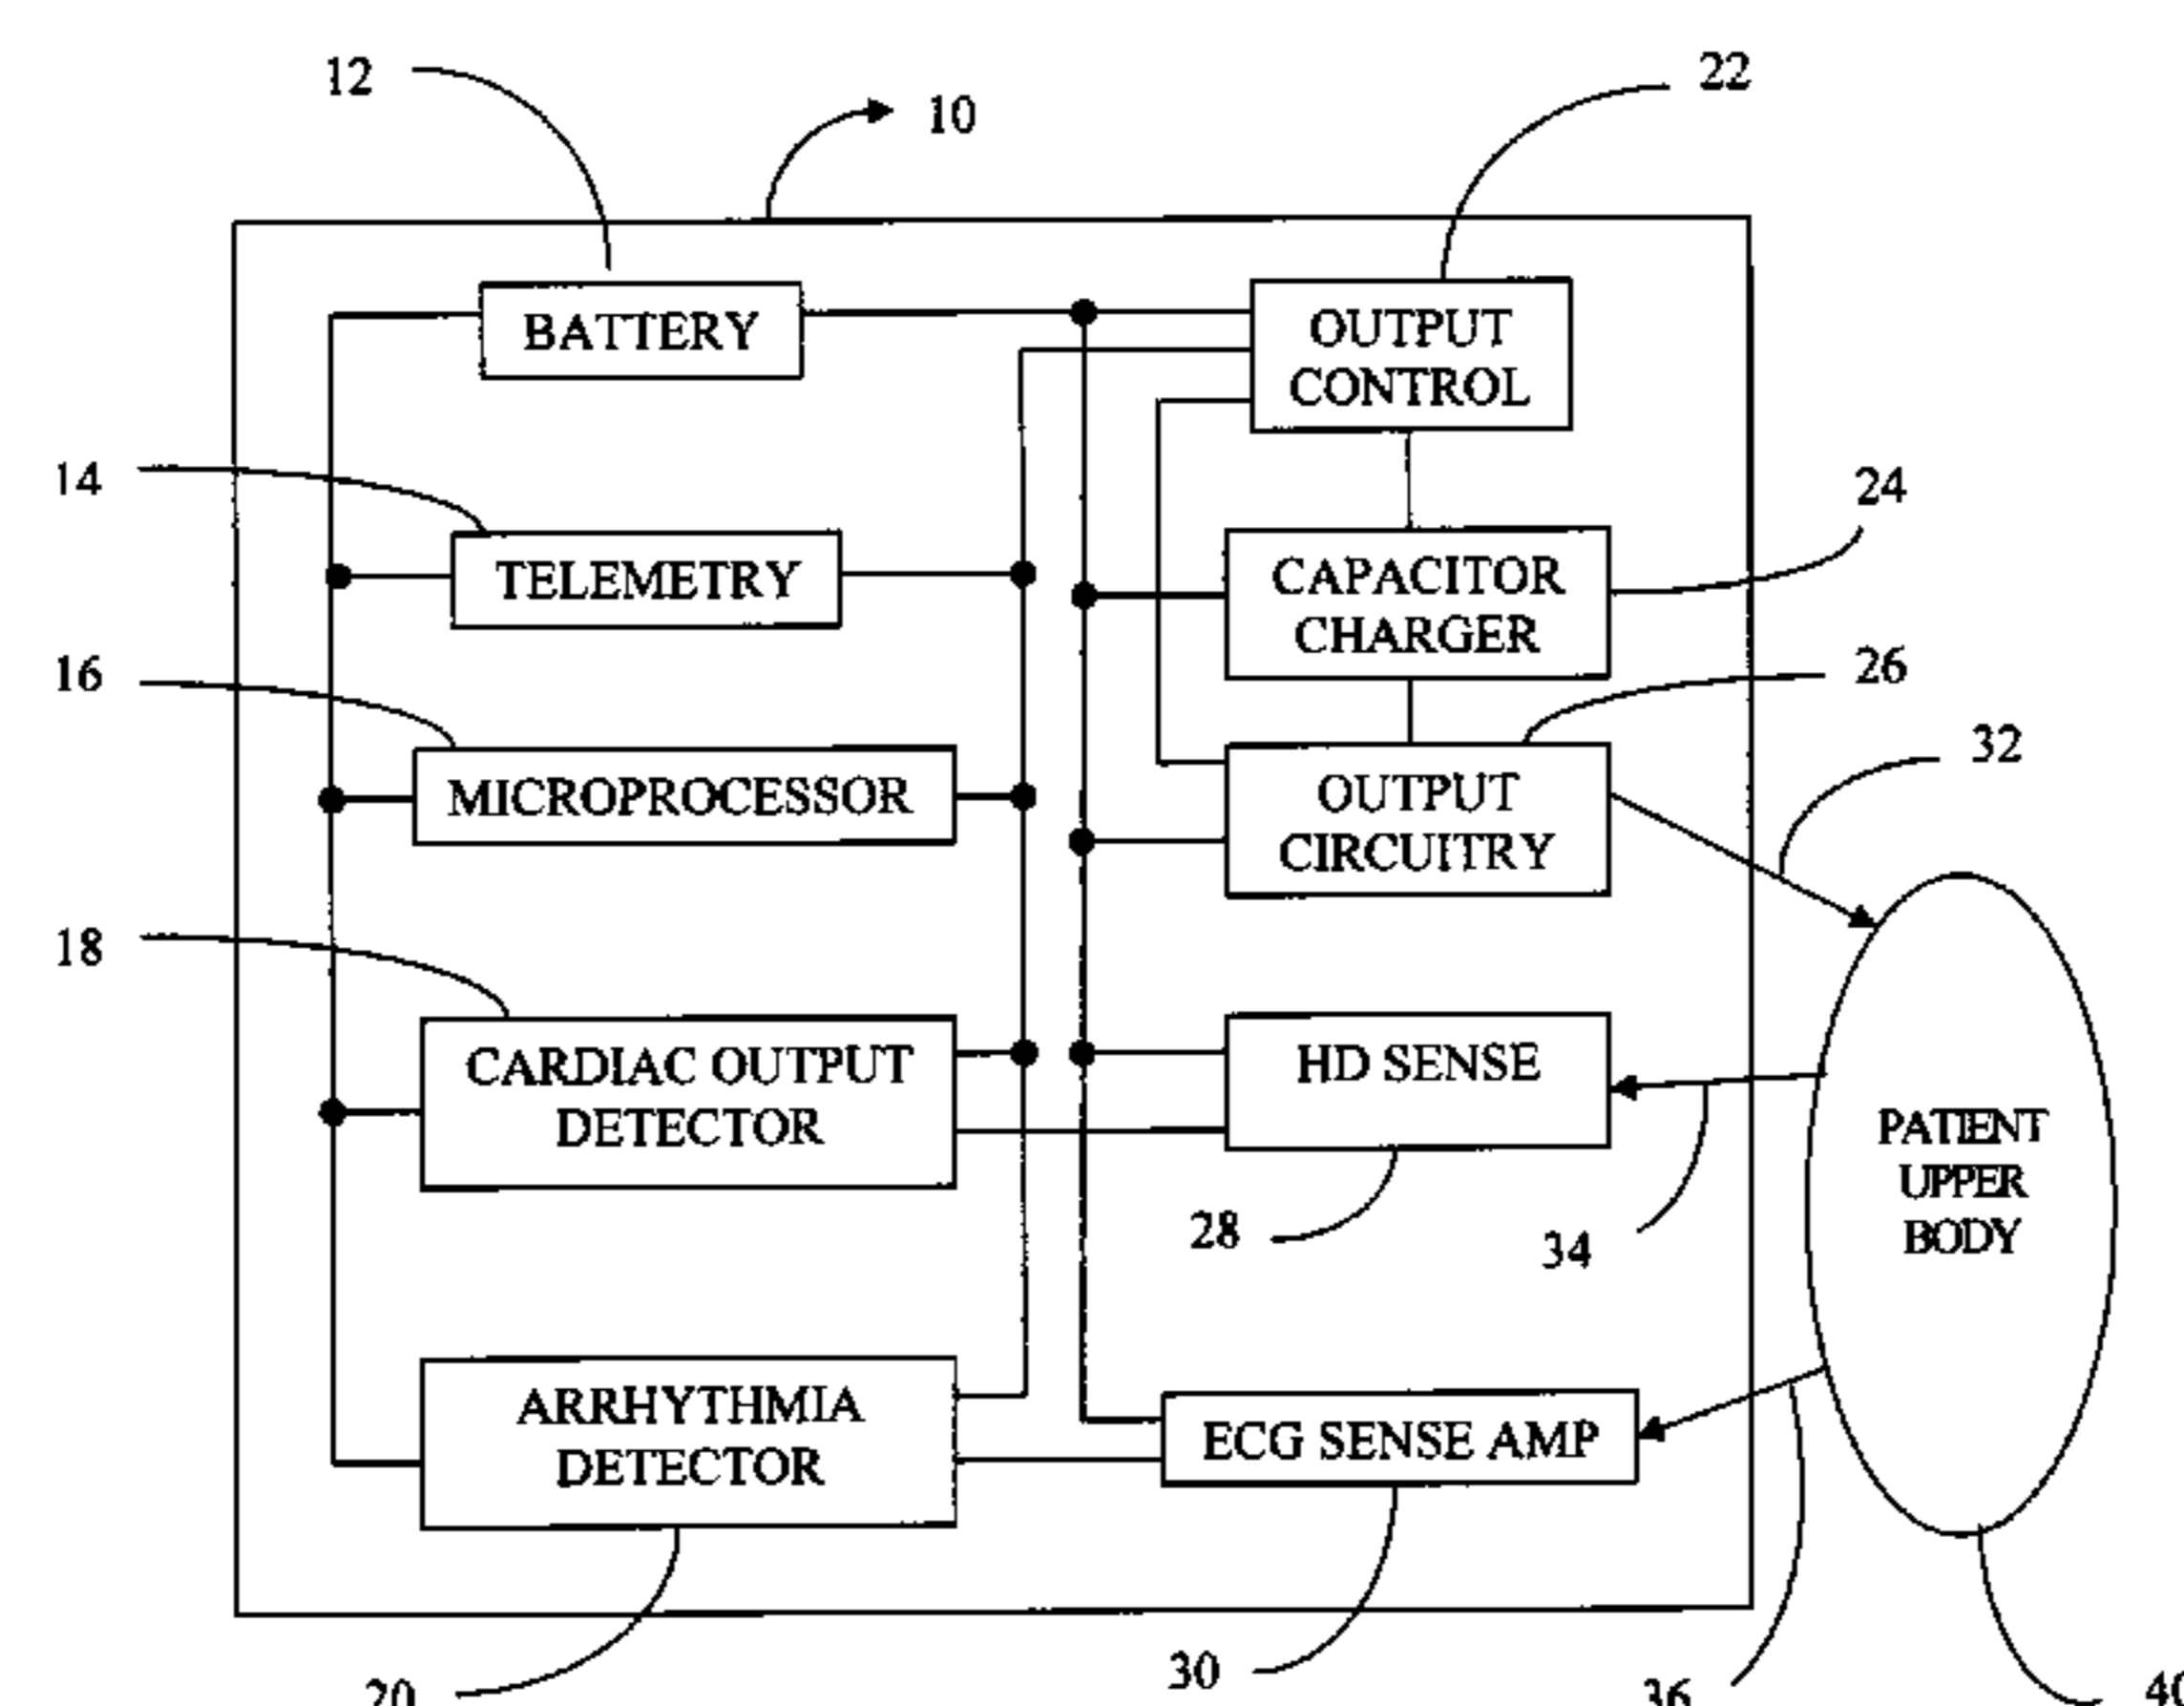 12
10
22
BATTERY
OUTPUT
CONTROL
14
24
TELEMETRY
CAPACITOR
CHARGER
16
26
32
MICROPROCESSOR
OUTPUT
CIRCUITRY
18
CARDIAC OUTPUT
DETECTOR
HD SENSE
PATIENT
UPPER
BODY
28
34
ARRHYTHMIA
DETECTOR
ECG SENSE AMP
20
30
36
40